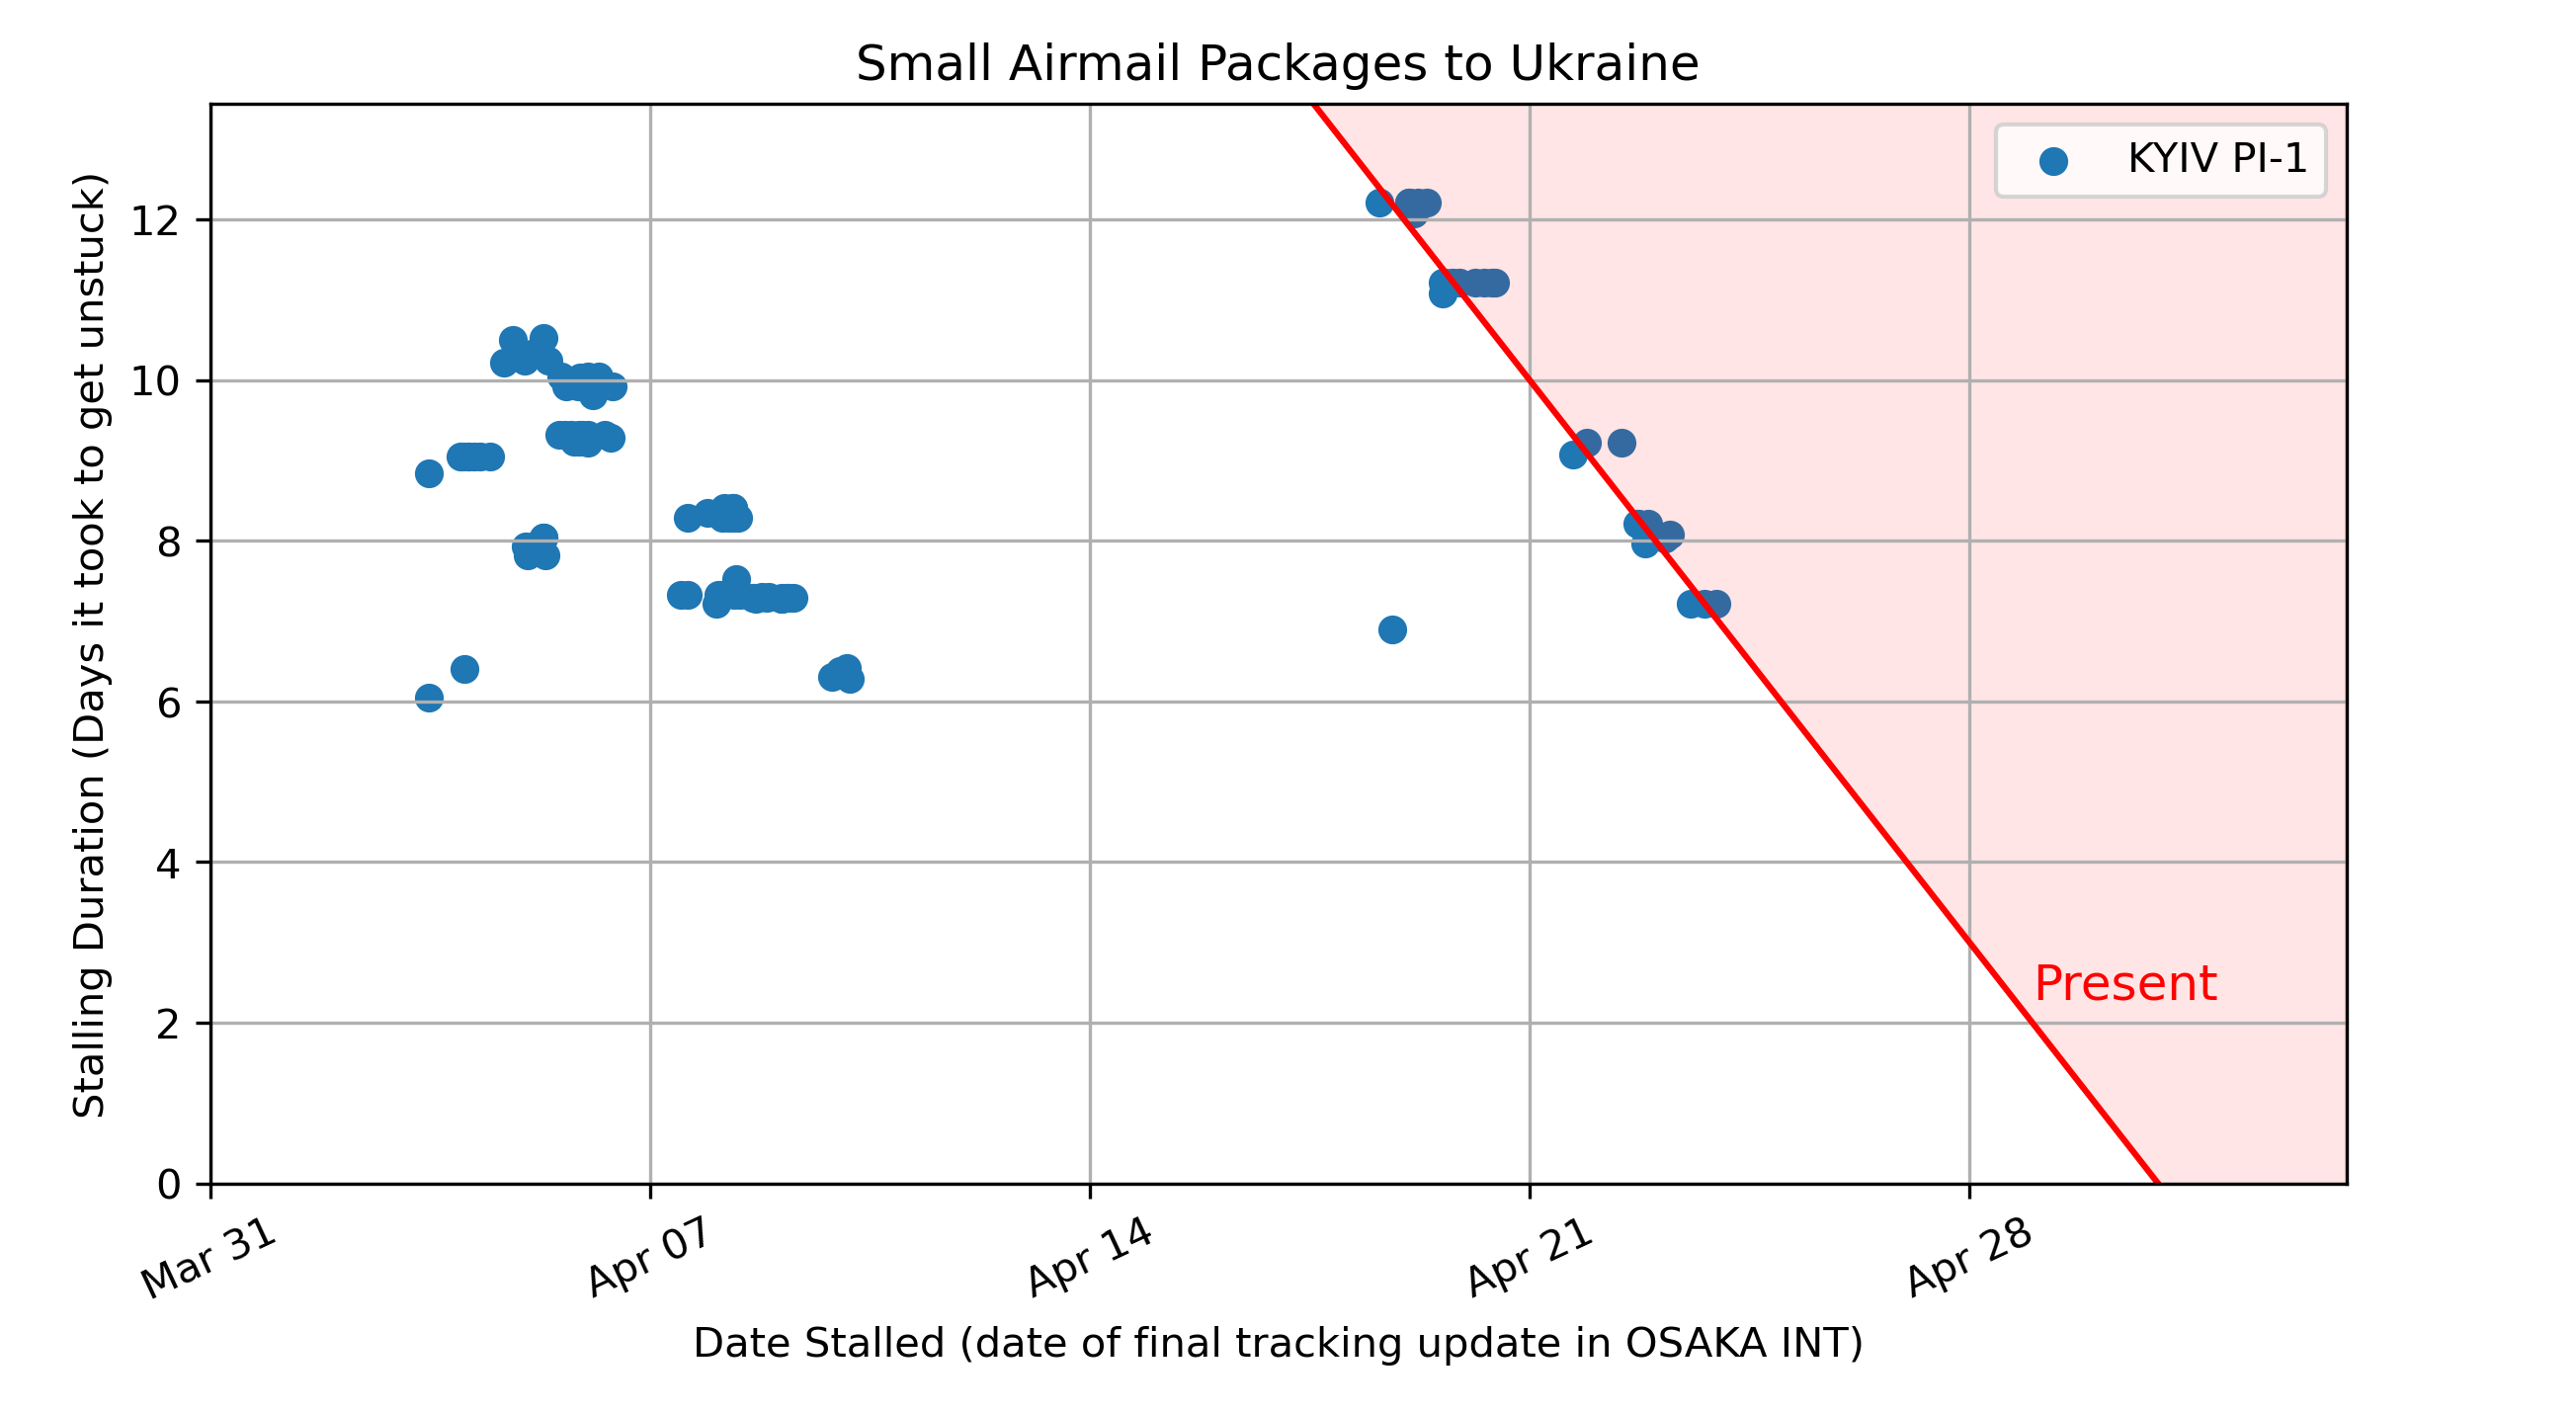 Small Airmail Packages to Ukraine
KYIV PI-1
Stalling Duration (Days it took to get unstuck)
12
10
8
6
4
2
0
Present
Mar 31
Apr 07
Apr 14
Apr 21
Apr 28
Date Stalled (date of final tracking update in OSAKA INT)